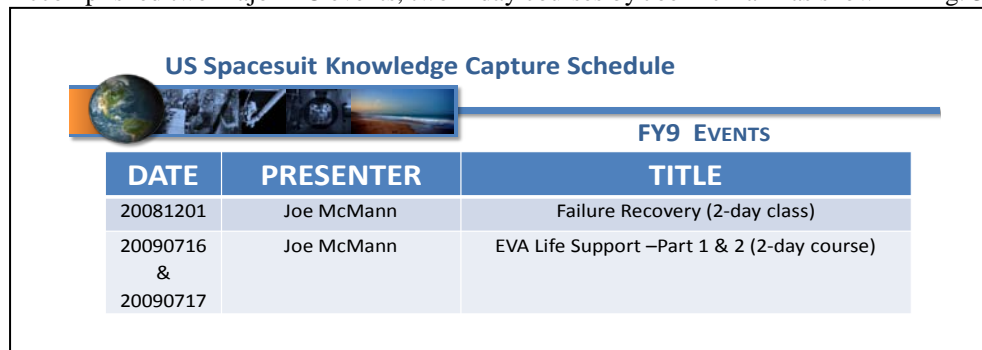 US Spacesuit Knowledge Capture Schedule
FY9 EVENTS
DATE PRESENTER TITLE
20081201 Joe McMann Failure Recovery (2-day class)
20090716 Joe McMann EVA Life Support –Part 1 & 2 (2-day course)
&
20090717